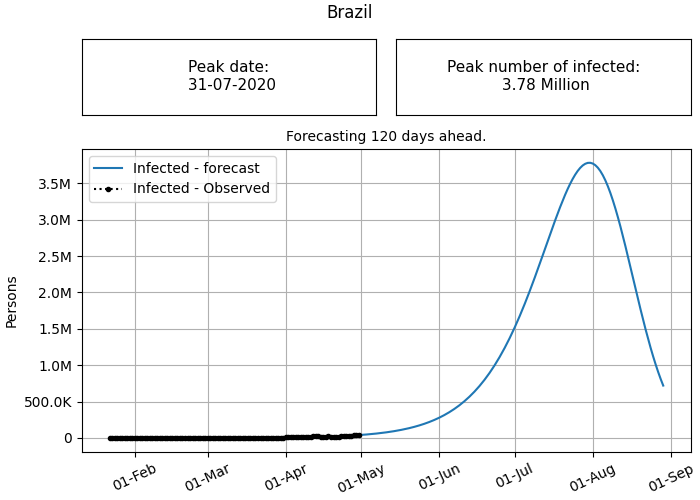 Brazil
Peak date:
31-07-2020
Peak number of infected:
3.78 Million
Forecasting 120 days ahead.
Infected - forecast
Infected - Observed
3.5M
3.0M
2.5M
2.0M
1.5M
1.0M
500.0K
0
Persons
01-Feb
01-Mar
01-Apr
01-May
01-Jun
01-Jul
01-Aug
01-Sep